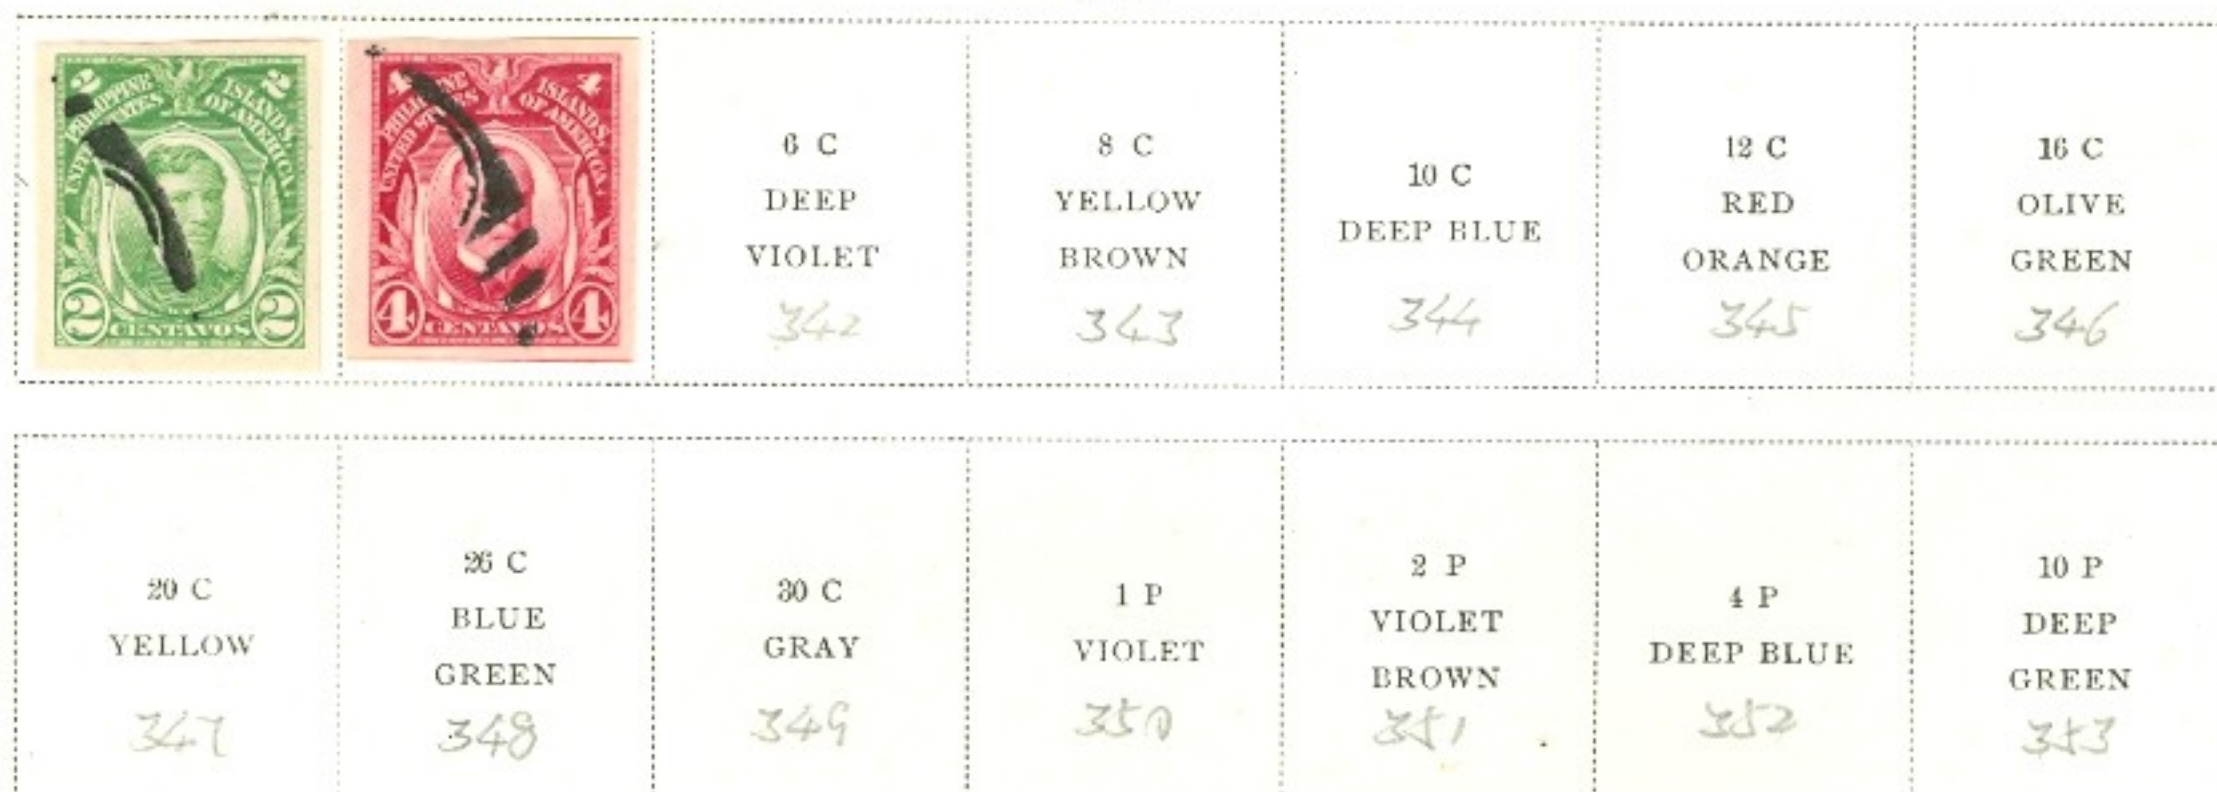 2 2
PHILIPPINE ISLANDS,
OF AMERICA.
2 CENTAVOS 2
4 4
PHILIPPINE ISLANDS,
UNITED STATES OF AMERICA.
4 CENTAVOS 4
6 C
DEEP
VIOLET
342
8 C
YELLOW
BROWN
343
10 C
DEEP BLUE
344
12 C
RED
ORANGE
345
16 C
OLIVE
GREEN
346
20 C
YELLOW
347
26 C
BLUE
GREEN
348
30 C
GRAY
349
1 P
VIOLET
350
2 P
VIOLET
BROWN
351
4 P
DEEP BLUE
352
10 P
DEEP
GREEN
353